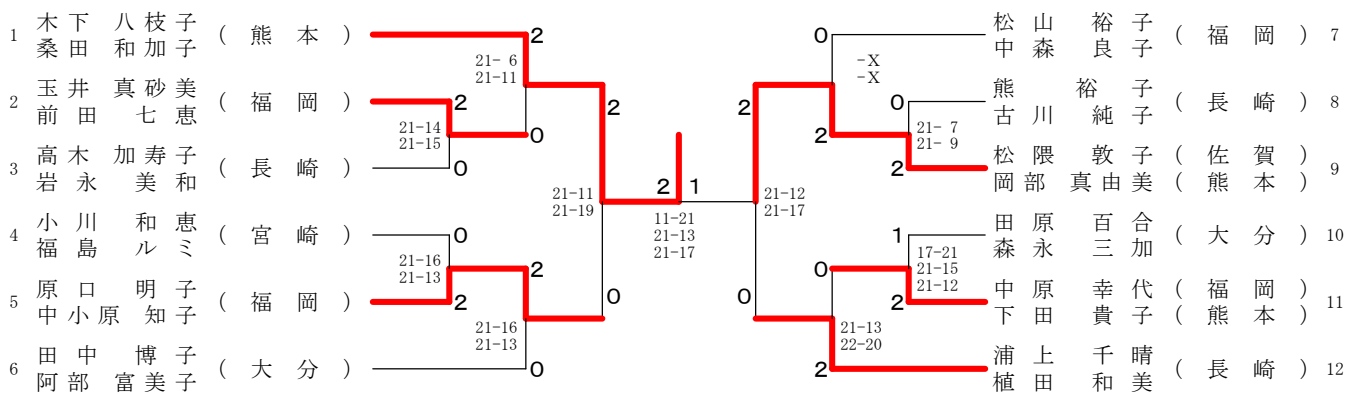 1 木下 八枝子 (熊本)
桑田 和加子
2
21- 6
21-11
2 玉井 真砂美 (福岡)
前田 七恵
2
0
21-14
21-15
3 高木 加寿子 (長崎)
岩永 美和
0
2
21-11
21-19
4 小川 和恵 (宮崎)
福島 ルミ
0
21-16
21-13
2
0
5 原口 明子 (福岡)
中小原 知子
2
21-16
21-13
6 田中 博子 (大分)
阿部 富美子
0
2 1
11-21
21-13
21-17
0
松山 裕子 (福岡) 7
中森 良子
-X
-X
2
2
0
熊 裕子 (長崎) 8
古川 純子
21- 7
21- 9
2
松隈 敦子 (佐賀) 9
岡部 真由美 (熊本)
21-12
21-17
1
田原 百合 (大分) 10
森永 三加
17-21
21-15
21-12
0
0
2
中原 幸代 (福岡) 11
下田 貴子 (熊本)
21-13
22-20
2
浦上 千晴 (長崎) 12
植田 和美